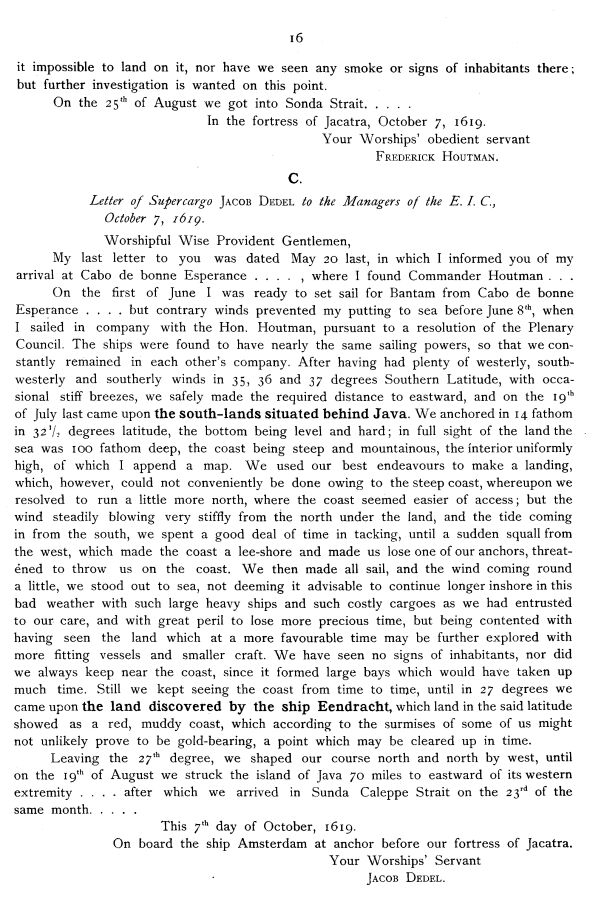 16
it impossible to land on it, nor have we seen any smoke or signs of inhabitants there;
but further investigation is wanted on this point.
On the 25th of August we got into Sonda Strait. . . . .
In the fortress of Jacatra, October 7, 1619.
Your Worships' obedient servant
FREDERICK HOUTMAN.
C.
Letter of Supercargo JACOB DEDEL to the Managers of the E. I. C.,
October 7, 1619.
Worshipful Wise Provident Gentlemen,
My last letter to you was dated May 20 last, in which I informed you of my
arrival at Cabo de bonne Esperance . . . . , where I found Commander Houtman . . .
On the first of June I was ready to set sail for Bantam from Cabo de bonne
Esperance . . . . but contrary winds prevented my putting to sea before June 8th, when
I sailed in company with the Hon. Houtman, pursuant to a resolution of the Plenary
Council. The ships were found to have nearly the same sailing powers, so that we con-
stantly remained in each other's company. After having had plenty of westerly, south-
westerly and southerly winds in 35, 36 and 37 degrees Southern Latitude, with occa-
sional stiff breezes, we safely made the required distance to eastward, and on the 19th
of July last came upon the south-lands situated behind Java. We anchored in 14 fathom
in 32 1/2 degrees latitude, the bottom being level and hard; in full sight of the land the
sea was 100 fathom deep, the coast being steep and mountainous, the interior uniformly
high, of which I append a map. We used our best endeavours to make a landing,
which, however, could not conveniently be done owing to the steep coast, whereupon we
resolved to run a little more north, where the coast seemed easier of access; but the
wind steadily blowing very stiffly from the north under the land, and the tide coming
in from the south, we spent a good deal of time in tacking, until a sudden squall from
the west, which made the coast a lee-shore and made us lose one of our anchors, threat-
éned to throw us on the coast. We then made all sail, and the wind coming round
a little, we stood out to sea, not deeming it advisable to continue longer inshore in this
bad weather with such large heavy ships and such costly cargoes as we had entrusted
to our care, and with great peril to lose more precious time, but being contented with
having seen the land which at a more favourable time may be further explored with
more fitting vessels and smaller craft. We have seen no signs of inhabitants, nor did
we always keep near the coast, since it formed large bays which would have taken up
much time. Still we kept seeing the coast from time to time, until in 27 degrees we
came upon the land discovered by the ship Eendracht, which land in the said latitude
showed as a red, muddy coast, which according to the surmises of some of us might
not unlikely prove to be gold-bearing, a point which may be cleared up in time.
Leaving the 27th degree, we shaped our course north and north by west, until
on the 19th of August we struck the island of Java 70 miles to eastward of its western
extremity . . . . after which we arrived in Sunda Caleppe Strait on the 23rd of the
same month. . . . .
This 7th day of October, 1619.
On board the ship Amsterdam at anchor before our fortress of Jacatra.
Your Worships' Servant
JACOB DEDEL.